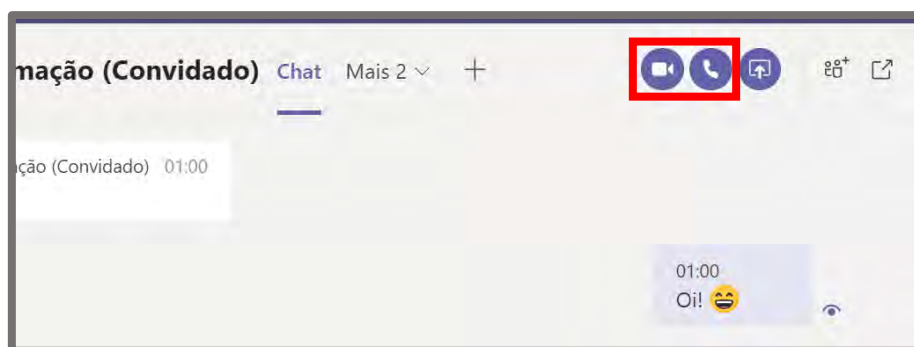 mação (Convidado) Chat Mais 2
ção (Convidado) 01:00
01:00
Oi! 😄